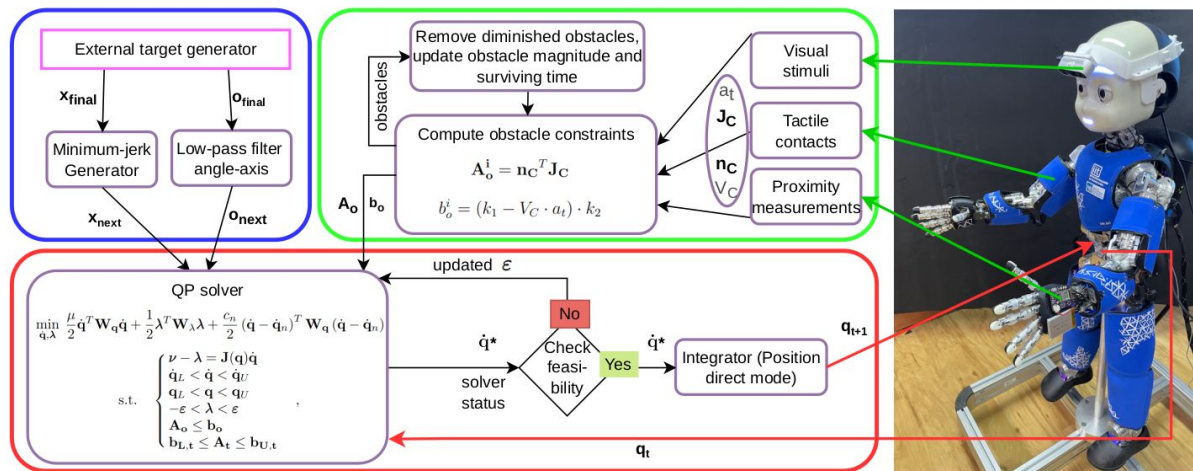 External target generator
x_final
o_final
Minimum-jerk
Generator
Low-pass filter
angle-axis
x_next
o_next
Remove diminished obstacles,
update obstacle magnitude and
surviving time
obstacles
Compute obstacle constraints
A_o^i = n_C^T J_C
b_o^i = (k_1 − V_C · a_t) · k_2
A_o
b_o
a_t
J_C
n_C
V_C
Visual
stimuli
Tactile
contacts
Proximity
measurements
QP solver
min_{q̇,λ} μ/2 q̇^T W_q q̇ + 1/2 λ^T W_λ λ + c_n/2 (q̇ − q̇_n)^T W_q (q̇ − q̇_n)
s.t.
ν − λ = J(q)q̇
q̇_L < q̇ < q̇_U
q_L < q < q_U
−ε < λ < ε
A_o ≤ b_o
b_{L,t} ≤ A_t ≤ b_{U,t}
,
updated ε
No
q̇*
solver
status
Check
feasi-
bility
Yes
q̇*
Integrator (Position
direct mode)
q_{t+1}
q_t